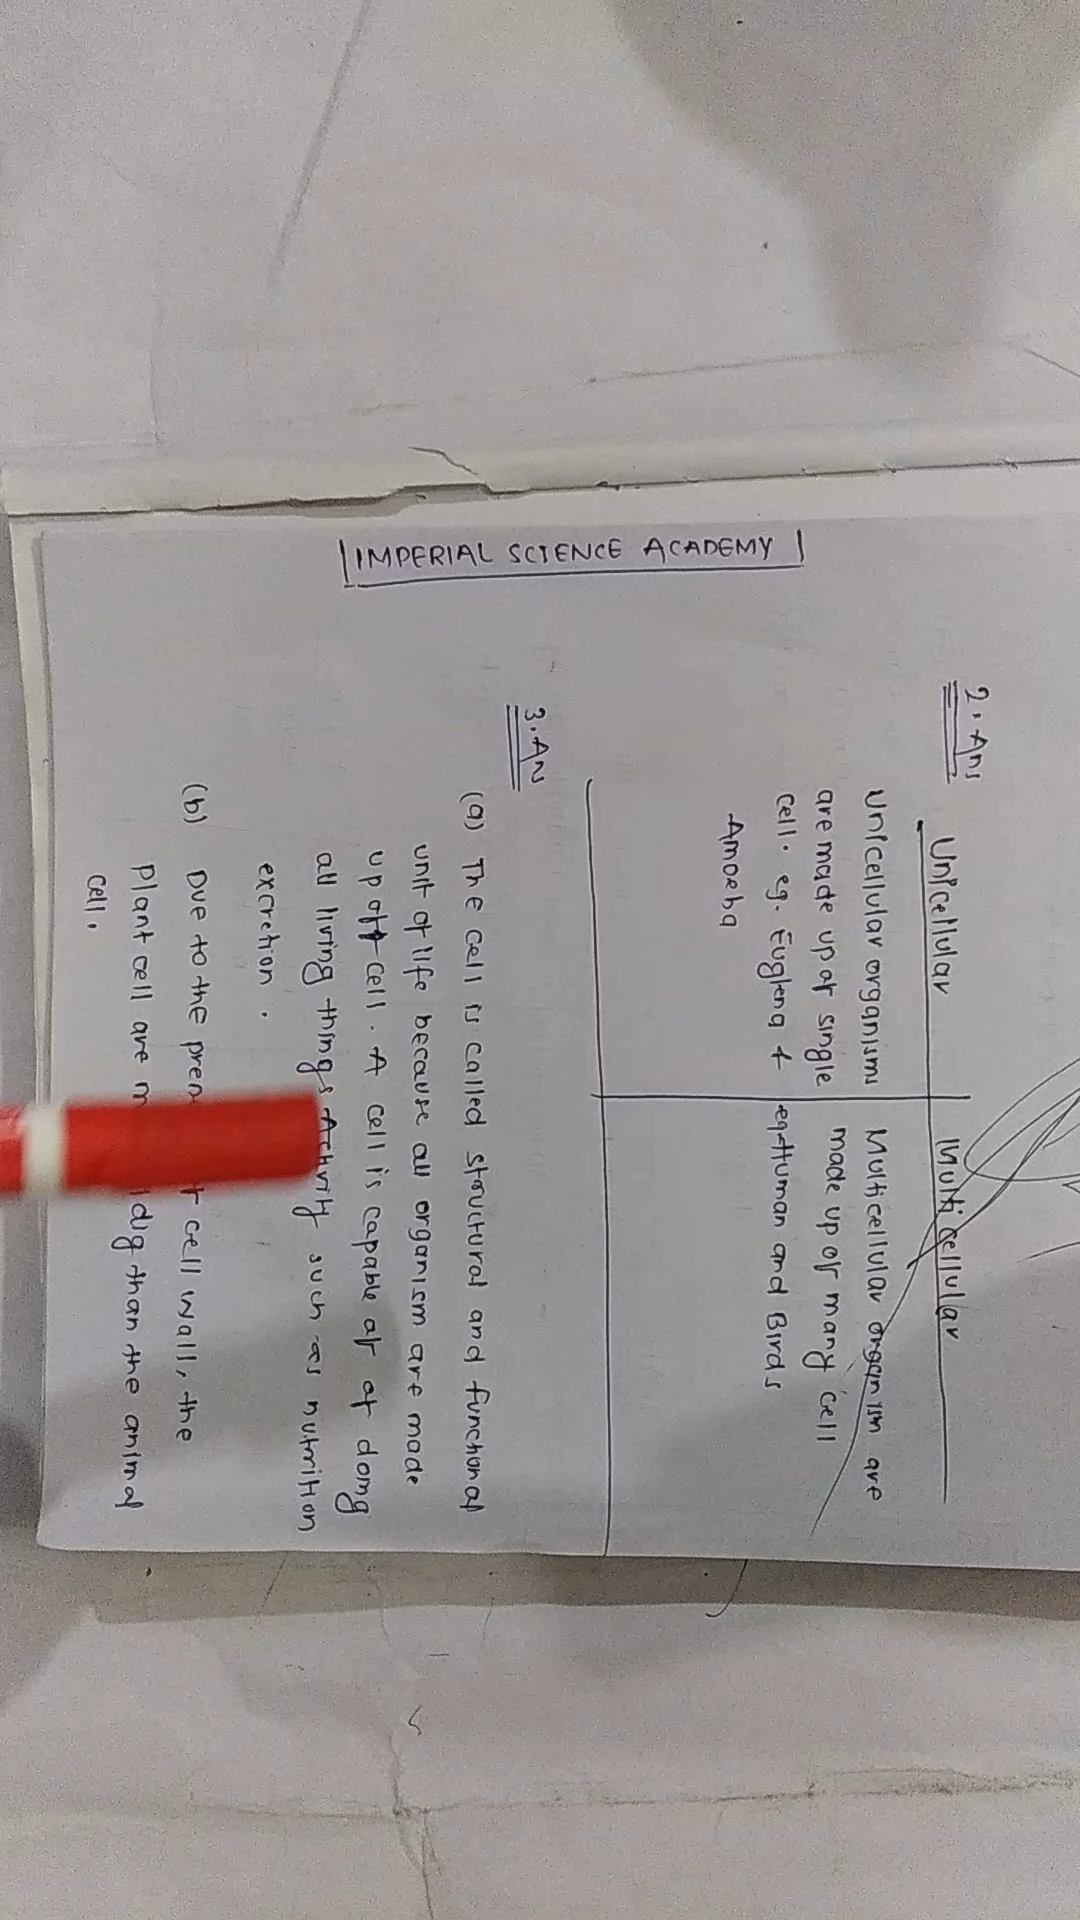 IMPERIAL SCIENCE ACADEMY
2. Ans
Unicellular Multicellular
Unicellular organisms Multicellular organism are
are made up of single made up of many cell
cell. eg. Euglena & eg-Human and Birds
Amoeba
3. AN
(a) The cell is called structural and functional
unit of life because all organism are made
up of cell. A cell is capable of of doing
all living things Activity such as nutrition
excretion.
(b) Due to the cell wall, the
Plant cell are than the animal
cell.